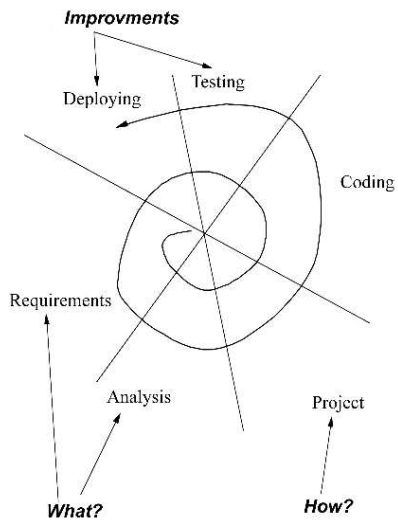 Improvments
Testing
Deploying
Coding
Requirements
Analysis
Project
What?
How?